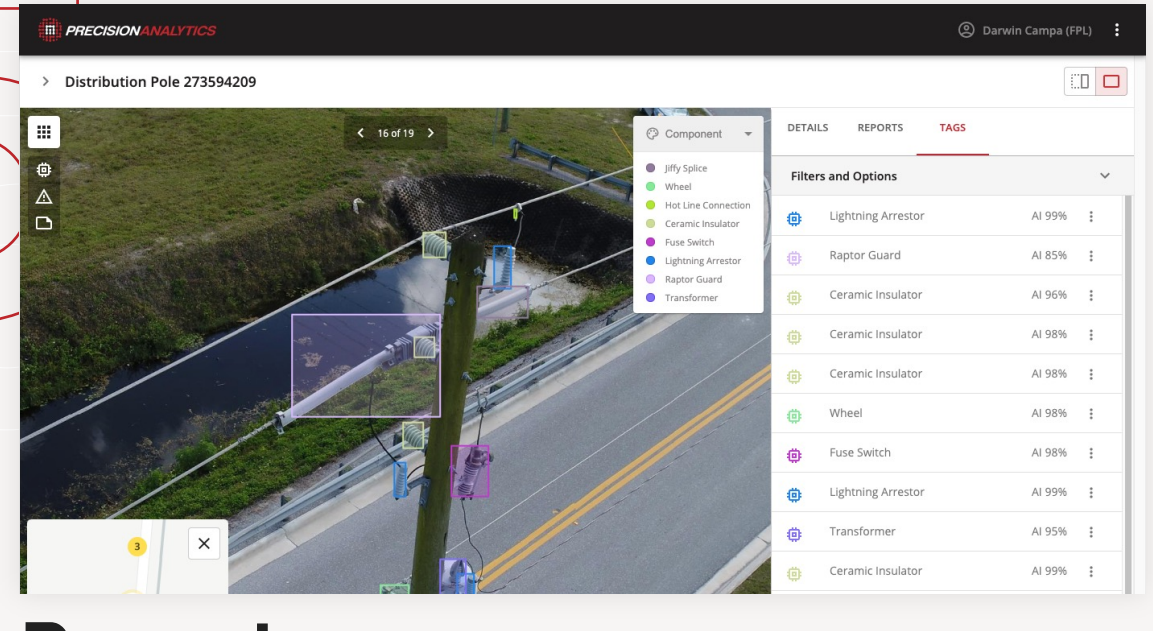 PRECISIONANALYTICS
Darwin Campa (FPL)
Distribution Pole 273594209
16 of 19
Component
Jiffy Splice
Wheel
Hot Line Connection
Ceramic Insulator
Fuse Switch
Lightning Arrestor
Raptor Guard
Transformer
DETAILS REPORTS TAGS
Filters and Options
Lightning Arrestor AI 99%
Raptor Guard AI 85%
Ceramic Insulator AI 96%
Ceramic Insulator AI 98%
Ceramic Insulator AI 98%
Wheel AI 98%
Fuse Switch AI 98%
Lightning Arrestor AI 99%
Transformer AI 95%
Ceramic Insulator AI 99%
3